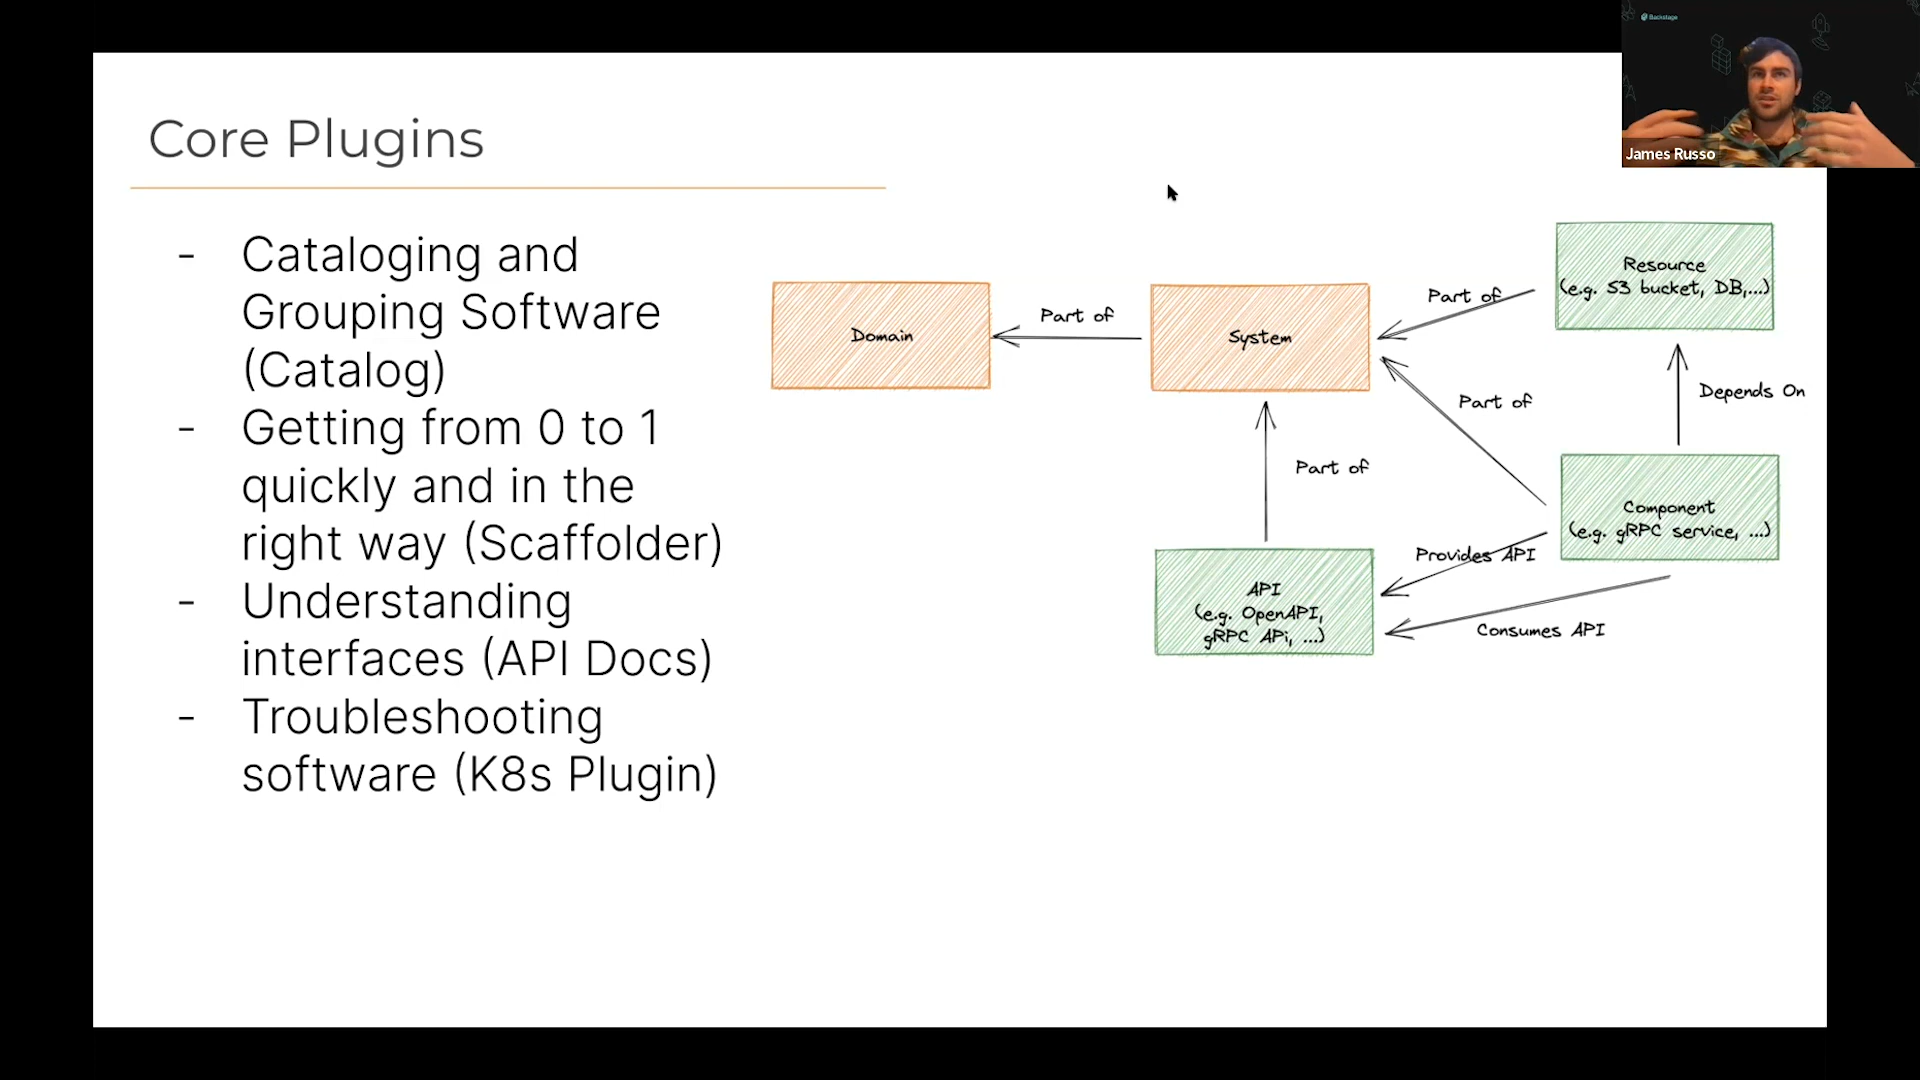 Backstage
James Russo
Core Plugins
- Cataloging and
Grouping Software
(Catalog)
- Getting from 0 to 1
quickly and in the
right way (Scaffolder)
- Understanding
interfaces (API Docs)
- Troubleshooting
software (K8s Plugin)
Domain
Part of
System
Part of
Resource
(e.g. S3 bucket, DB,...)
Part of
Depends On
Part of
Component
(e.g. gRPC service, ...)
Provides API
API
(e.g. OpenAPI,
gRPC APi, ...)
Consumes API